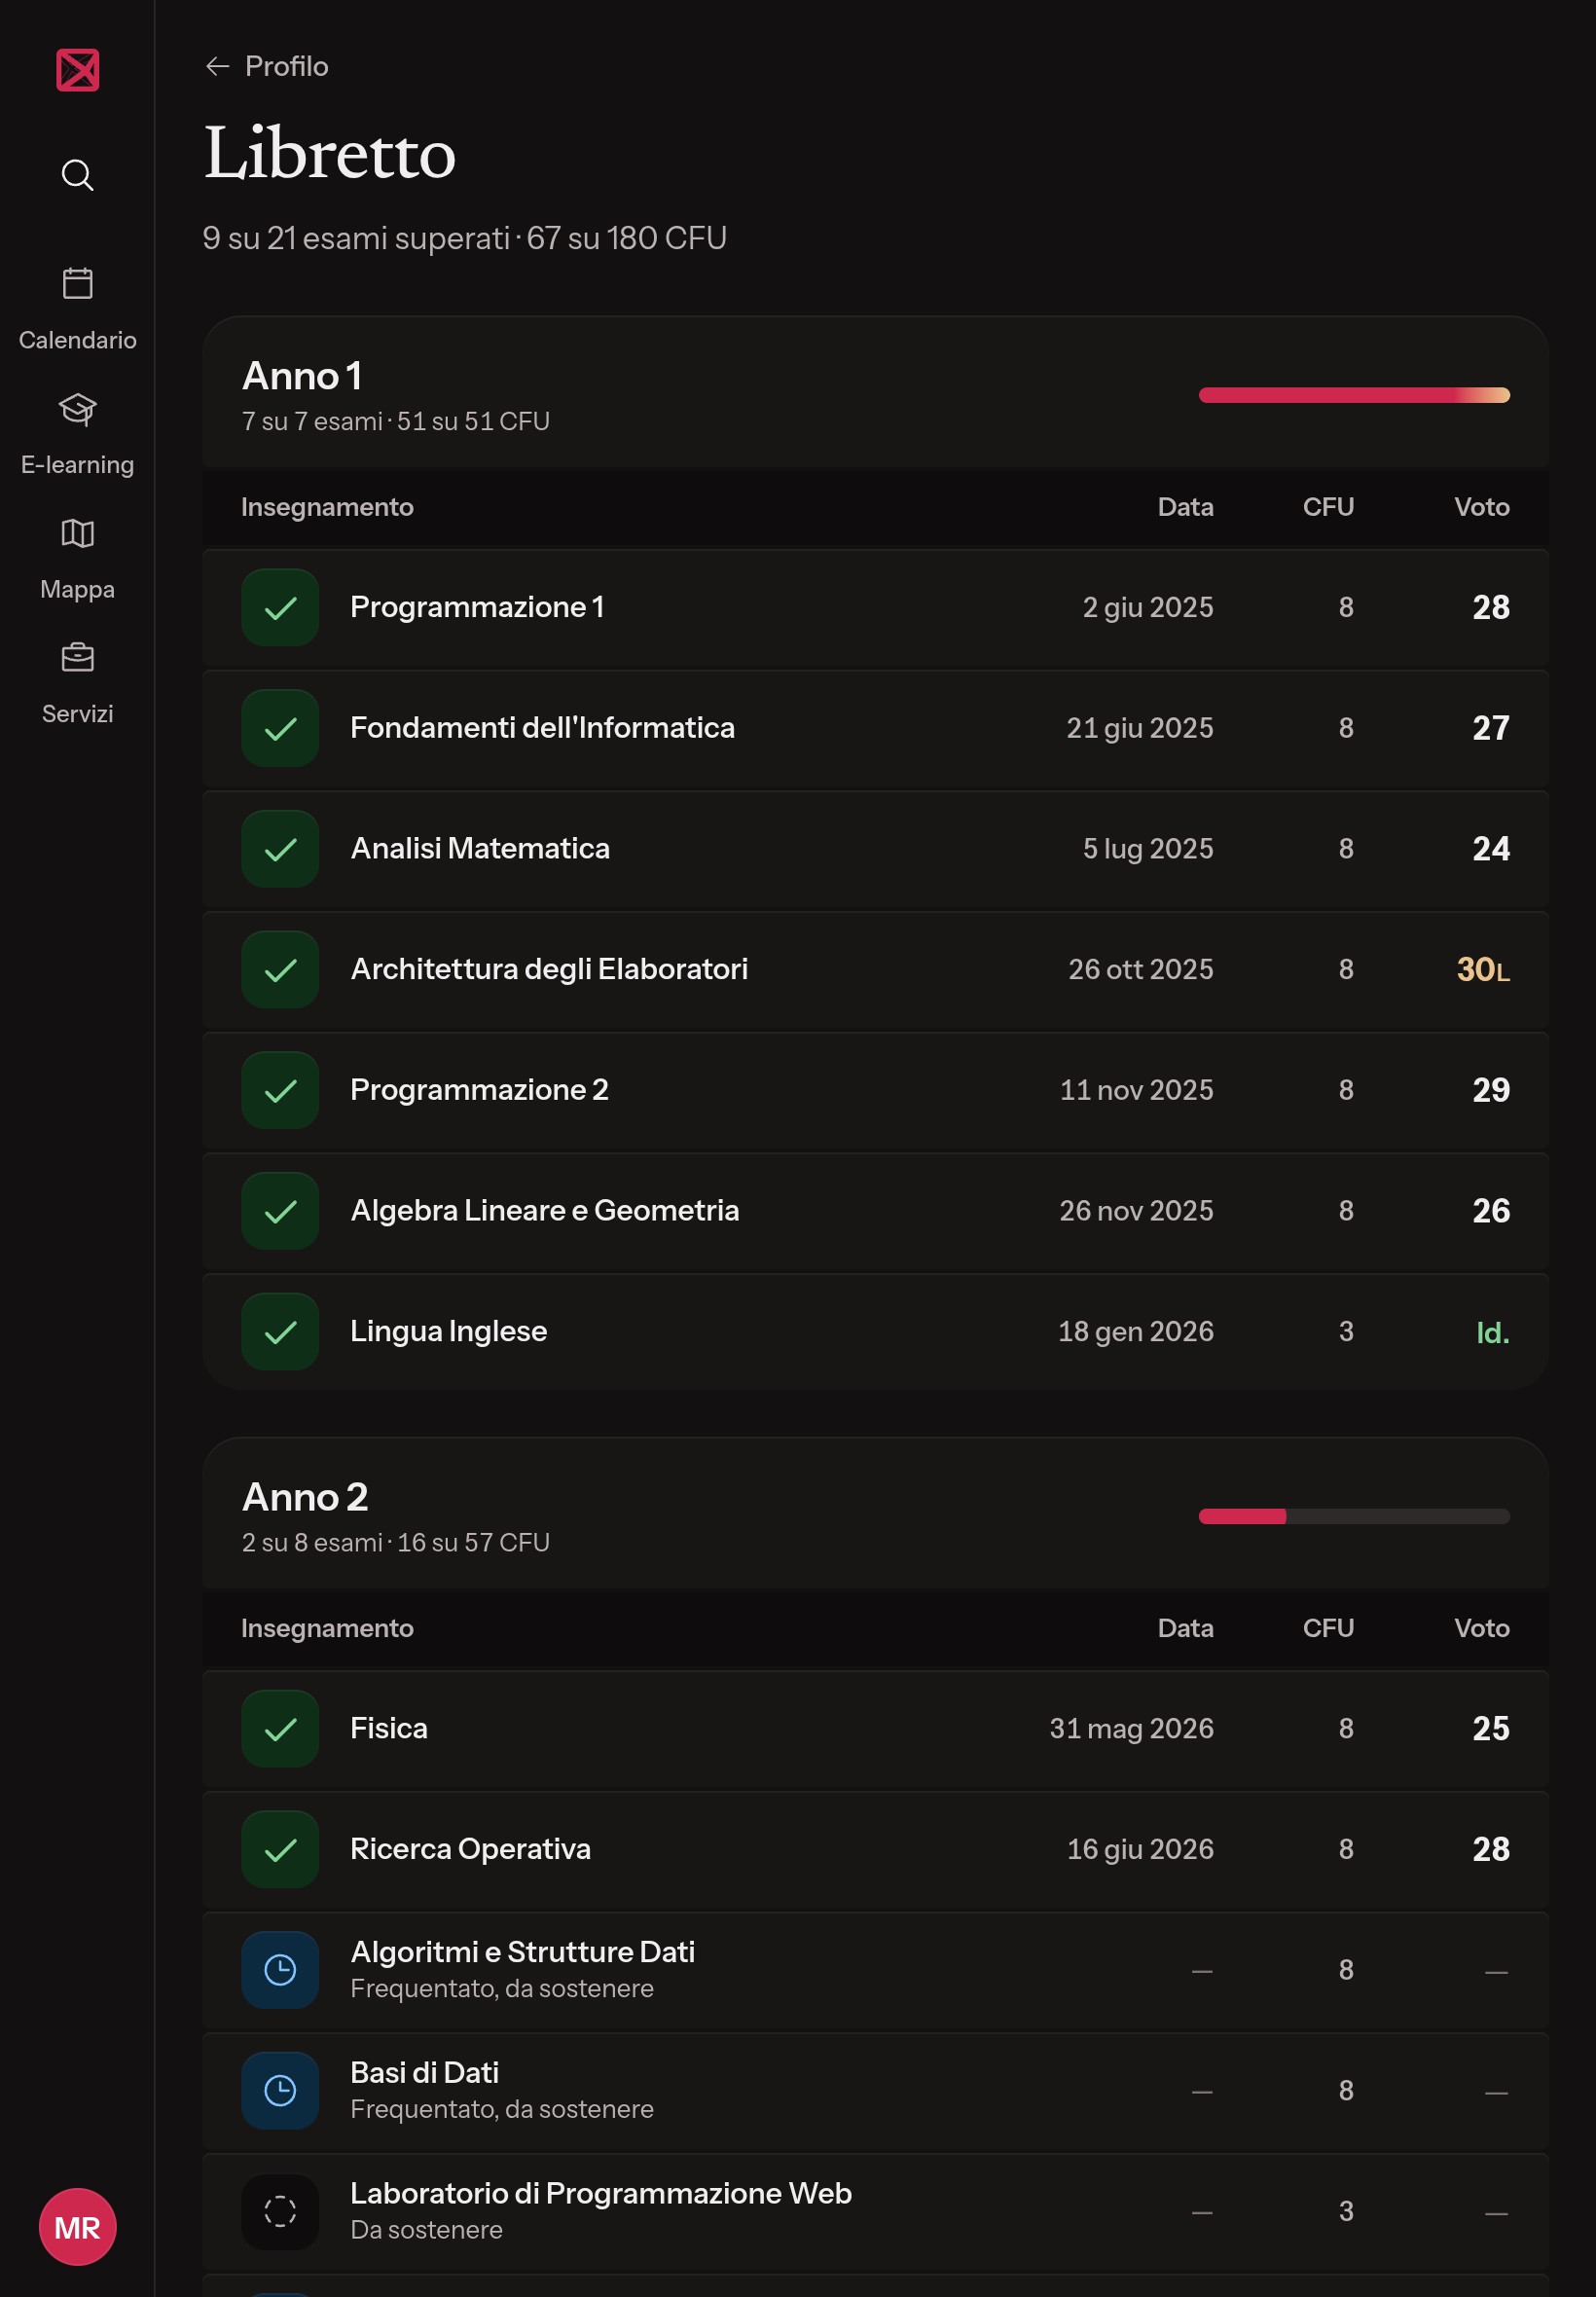 Profilo
Libretto
9 su 21 esami superati · 67 su 180 CFU
Calendario
E-learning
Mappa
Servizi
MR
Anno 1
7 su 7 esami · 51 su 51 CFU
Insegnamento Data CFU Voto
Programmazione 1 2 giu 2025 8 28
Fondamenti dell'Informatica 21 giu 2025 8 27
Analisi Matematica 5 lug 2025 8 24
Architettura degli Elaboratori 26 ott 2025 8 30L
Programmazione 2 11 nov 2025 8 29
Algebra Lineare e Geometria 26 nov 2025 8 26
Lingua Inglese 18 gen 2026 3 Id.
Anno 2
2 su 8 esami · 16 su 57 CFU
Insegnamento Data CFU Voto
Fisica 31 mag 2026 8 25
Ricerca Operativa 16 giu 2026 8 28
Algoritmi e Strutture Dati — 8 —
Frequentato, da sostenere
Basi di Dati — 8 —
Frequentato, da sostenere
Laboratorio di Programmazione Web — 3 —
Da sostenere